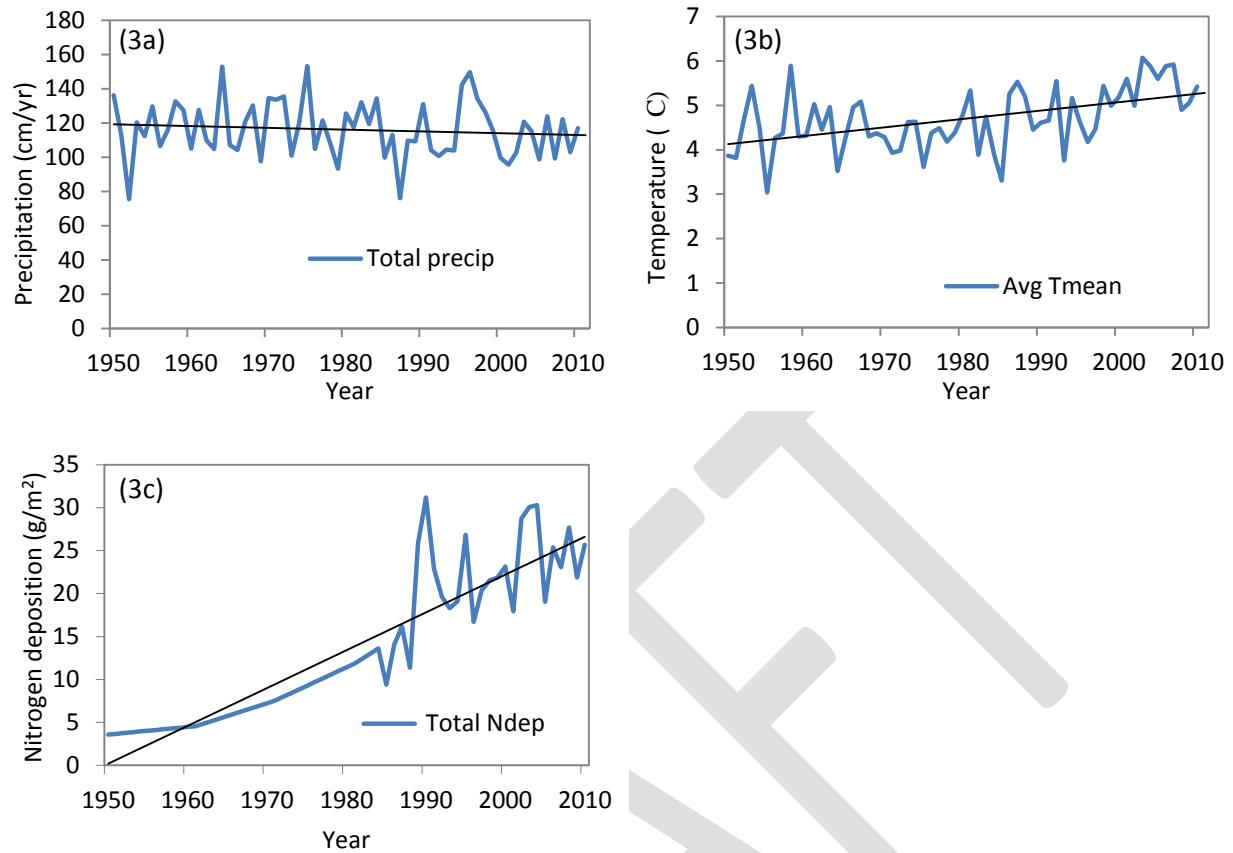 (3a)
Precipitation (cm/yr)
180
160
140
120
100
80
60
40
20
0
Total precip
1950 1960 1970 1980 1990 2000 2010
Year
(3b)
Temperature ( C)
7
6
5
4
3
2
1
0
Avg Tmean
1950 1960 1970 1980 1990 2000 2010
Year
(3c)
Nitrogen deposition (g/m²)
35
30
25
20
15
10
5
0
Total Ndep
1950 1960 1970 1980 1990 2000 2010
Year